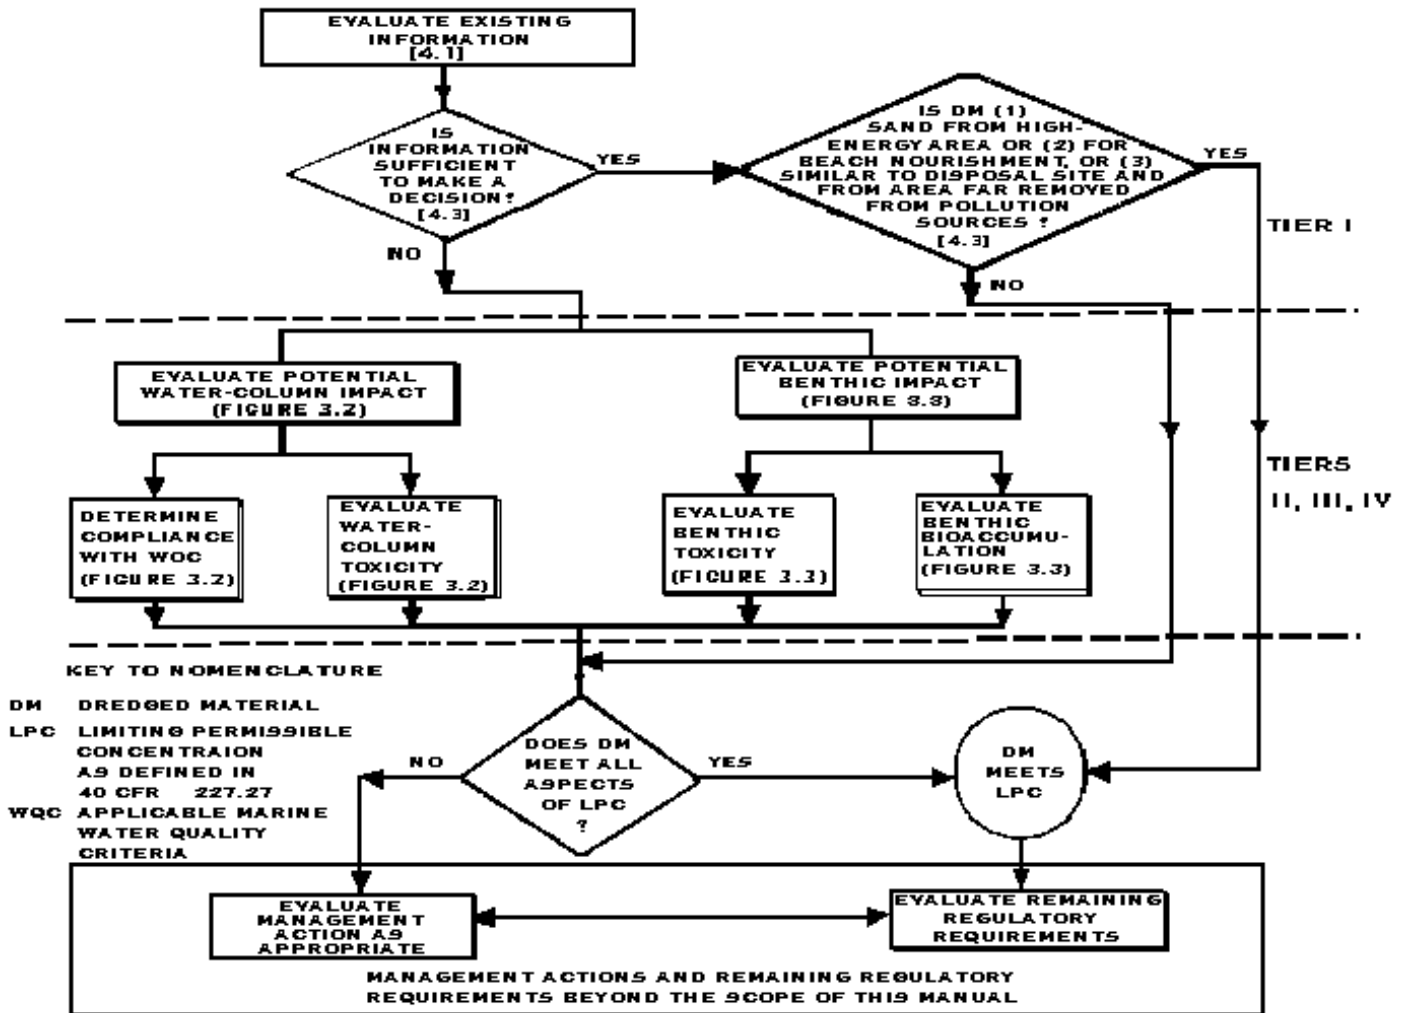 EVALUATE EXISTING
INFORMATION
[4.1]
IS
INFORMATION
SUFFICIENT
TO MAKE A
DECISION?
[4.3]
YES
NO
IS DM (1)
SAND FROM HIGH-
ENERGY AREA OR (2) FOR
BEACH NOURISHMENT, OR (3)
SIMILAR TO DISPOSAL SITE AND
FROM AREA FAR REMOVED
FROM POLLUTION
SOURCES ?
[4.3]
YES
NO
TIER I
EVALUATE POTENTIAL
WATER-COLUMN IMPACT
(FIGURE 3.2)
EVALUATE POTENTIAL
BENTHIC IMPACT
(FIGURE 3.3)
DETERMINE
COMPLIANCE
WITH WQC
(FIGURE 3.2)
EVALUATE
WATER-
COLUMN
TOXICITY
(FIGURE 3.2)
EVALUATE
BENTHIC
TOXICITY
(FIGURE 3.3)
EVALUATE
BENTHIC
BIOACCUMU-
LATION
(FIGURE 3.3)
TIERS
II, III, IV
KEY TO NOMENCLATURE
DM DREDGED MATERIAL
LPC LIMITING PERMISSIBLE
CONCENTRAION
AS DEFINED IN
40 CFR 227.27
WQC APPLICABLE MARINE
WATER QUALITY
CRITERIA
DOES DM
MEET ALL
ASPECTS
OF LPC
?
NO
YES
DM
MEETS
LPC
EVALUATE
MANAGEMENT
ACTION AS
APPROPRIATE
EVALUATE REMAINING
REGULATORY
REQUIREMENTS
MANAGEMENT ACTIONS AND REMAINING REGULATORY
REQUIREMENTS BEYOND THE SCOPE OF THIS MANUAL